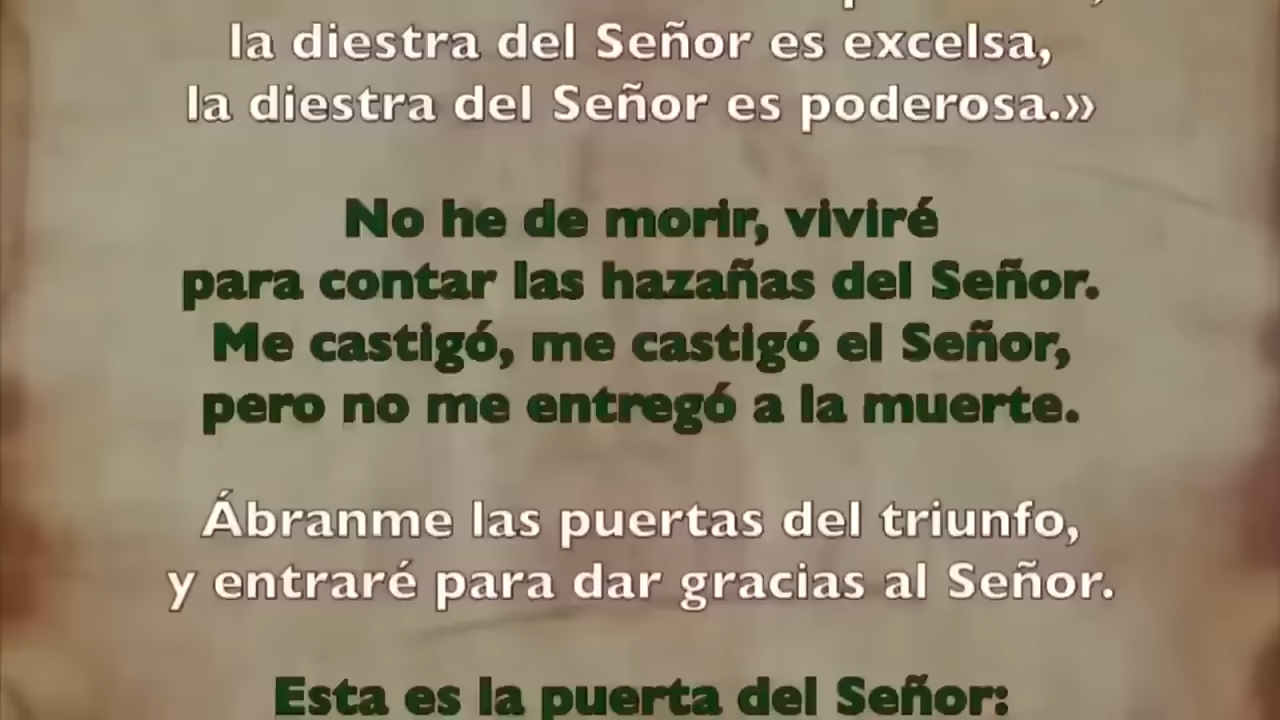 la diestra del Señor es excelsa,
la diestra del Señor es poderosa.»
No he de morir, viviré
para contar las hazañas del Señor.
Me castigó, me castigó el Señor,
pero no me entregó a la muerte.
Ábranme las puertas del triunfo,
y entraré para dar gracias al Señor.
Esta es la puerta del Señor: